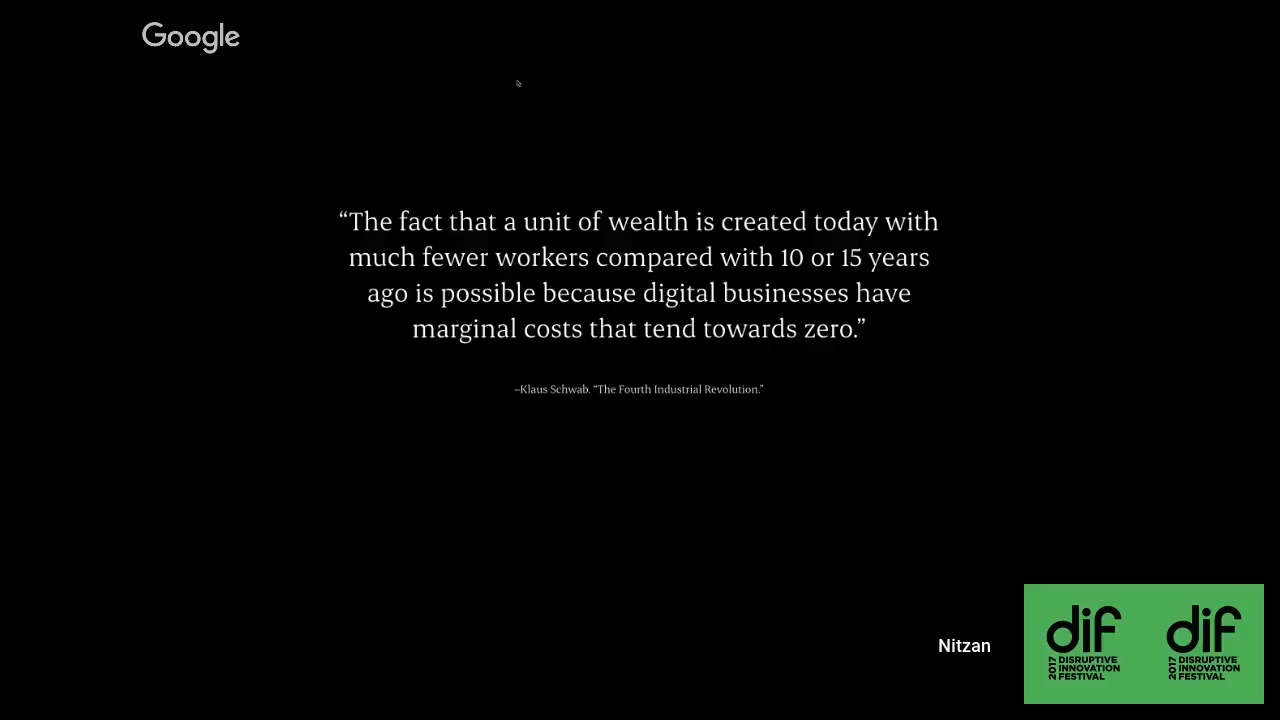 Google
“The fact that a unit of wealth is created today with
much fewer workers compared with 10 or 15 years
ago is possible because digital businesses have
marginal costs that tend towards zero.”
–Klaus Schwab. “The Fourth Industrial Revolution.”
Nitzan
dif
2017 DISRUPTIVE
INNOVATION
FESTIVAL
dif
2017 DISRUPTIVE
INNOVATION
FESTIVAL